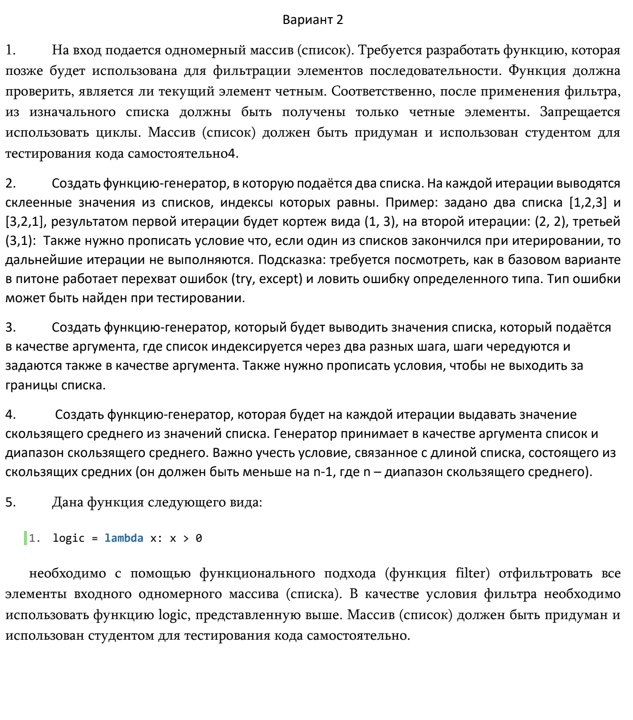 Вариант 2
1. На вход подается одномерный массив (список). Требуется разработать функцию, которая
позже будет использована для фильтрации элементов последовательности. Функция должна
проверить, является ли текущий элемент четным. Соответственно, после применения фильтра,
из изначального списка должны быть получены только четные элементы. Запрещается
использовать циклы. Массив (список) должен быть придуман и использован студентом для
тестирования кода самостоятельно4.
2. Создать функцию-генератор, в которую подаётся два списка. На каждой итерации выводятся
склеенные значения из списков, индексы которых равны. Пример: задано два списка [1,2,3] и
[3,2,1], результатом первой итерации будет кортеж вида (1, 3), на второй итерации: (2, 2), третьей
(3,1): Также нужно прописать условие что, если один из списков закончился при итерировании, то
дальнейшие итерации не выполняются. Подсказка: требуется посмотреть, как в базовом варианте
в питоне работает перехват ошибок (try, except) и ловить ошибку определенного типа. Тип ошибки
может быть найден при тестировании.
3. Создать функцию-генератор, который будет выводить значения списка, который подаётся
в качестве аргумента, где список индексируется через два разных шага, шаги чередуются и
задаются также в качестве аргумента. Также нужно прописать условия, чтобы не выходить за
границы списка.
4. Создать функцию-генератор, которая будет на каждой итерации выдавать значение
скользящего среднего из значений списка. Генератор принимает в качестве аргумента список и
диапазон скользящего среднего. Важно учесть условие, связанное с длиной списка, состоящего из
скользящих средних (он должен быть меньше на n-1, где n – диапазон скользящего среднего).
5. Дана функция следующего вида:
1. logic = lambda x: x > 0
необходимо с помощью функционального подхода (функция filter) отфильтровать все
элементы входного одномерного массива (списка). В качестве условия фильтра необходимо
использовать функцию logic, представленную выше. Массив (список) должен быть придуман и
использован студентом для тестирования кода самостоятельно.